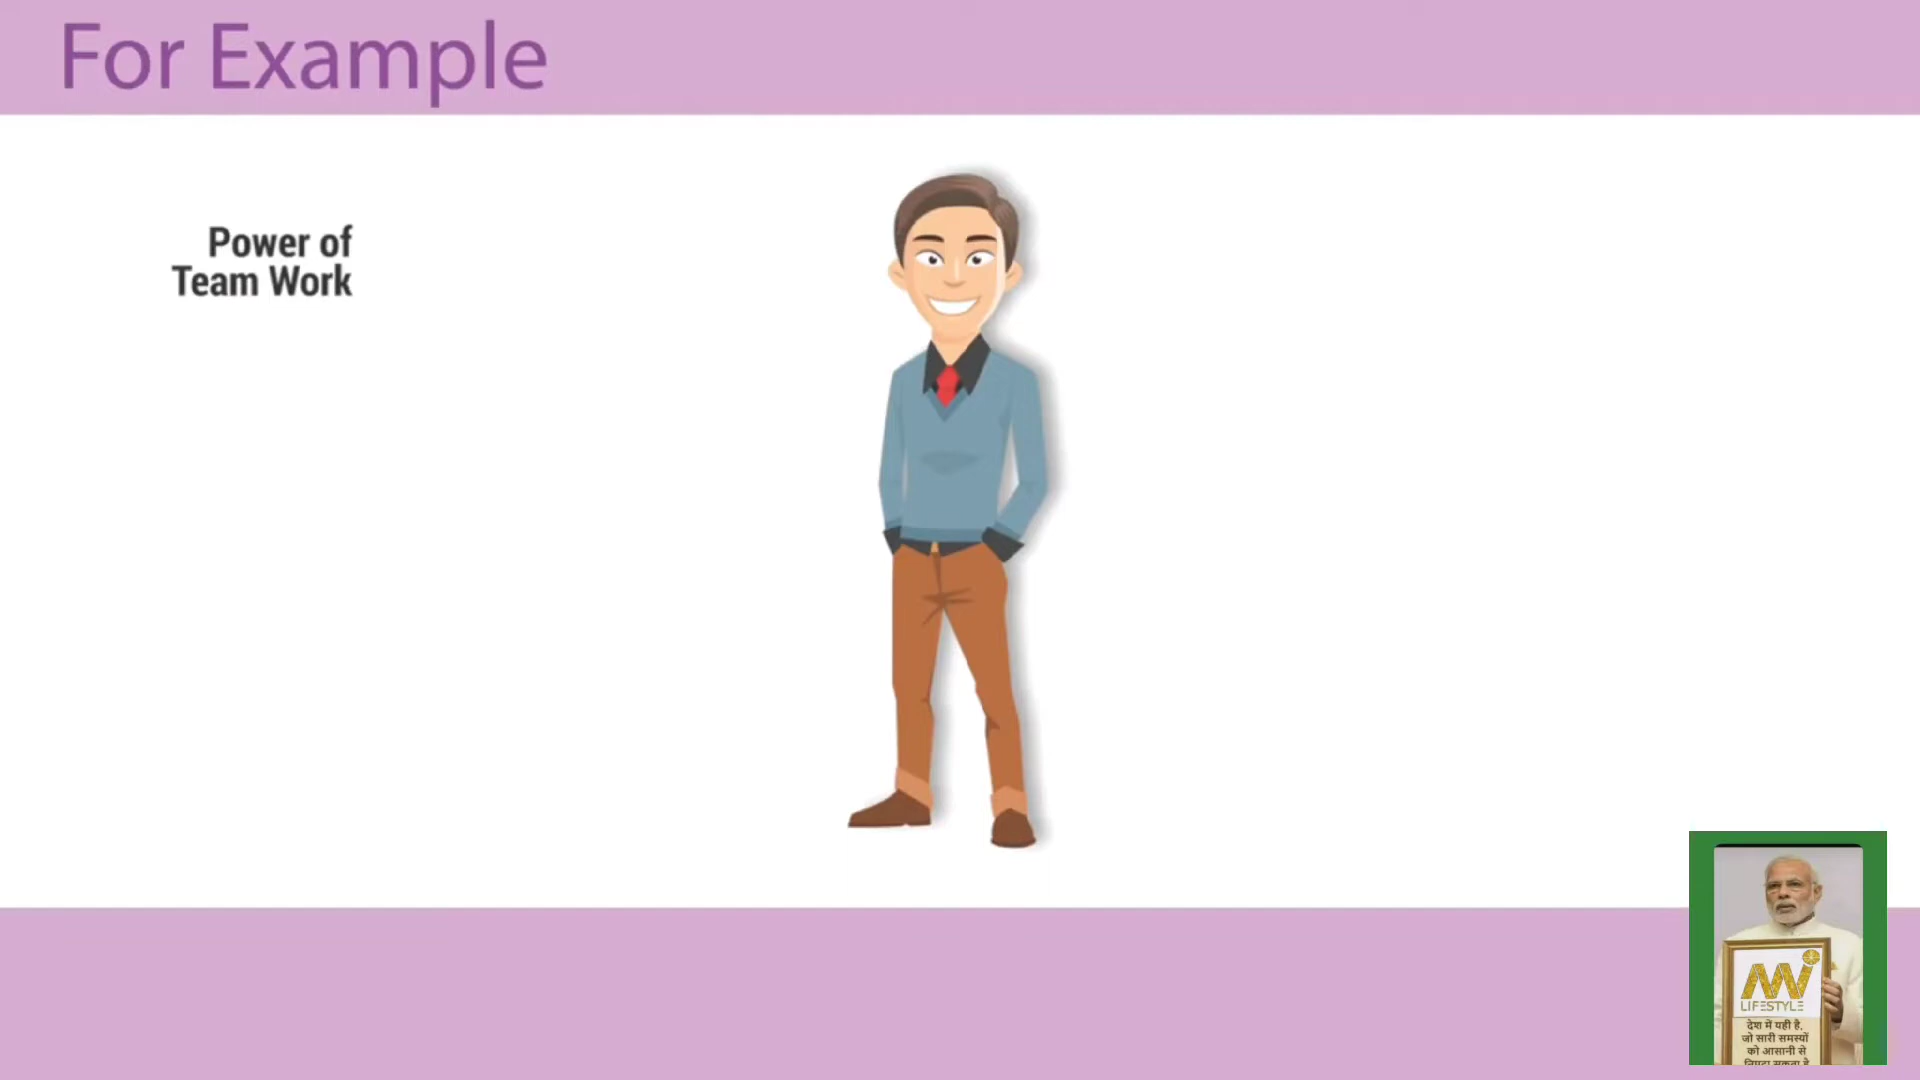 For Example
Power of
Team Work
LIFESTYLE
देश में यही है,
जो सारी समस्यों
को आसानी से